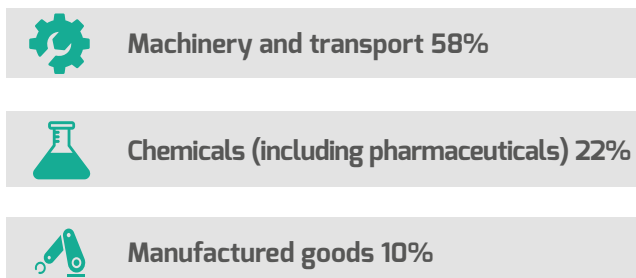 Machinery and transport 58%
Chemicals (including pharmaceuticals) 22%
Manufactured goods 10%